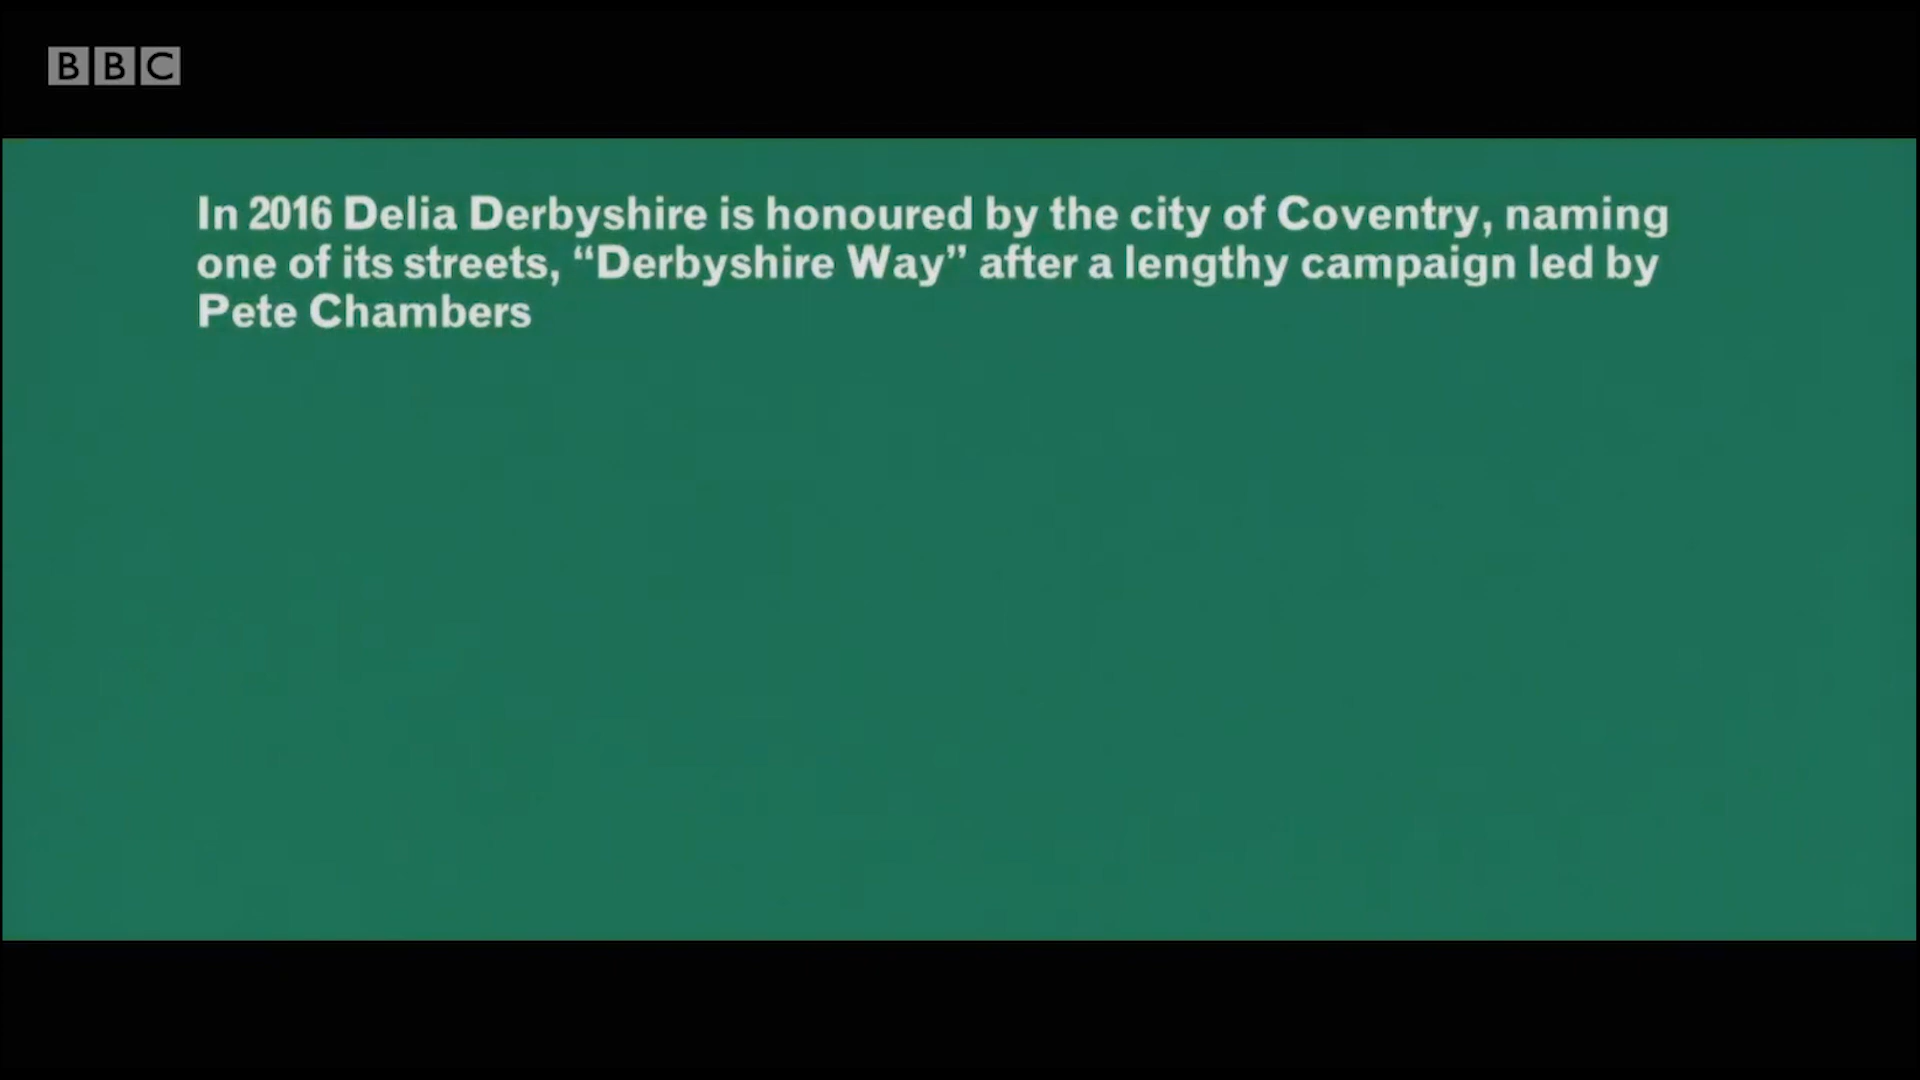 BBC
In 2016 Delia Derbyshire is honoured by the city of Coventry, naming
one of its streets, “Derbyshire Way” after a lengthy campaign led by
Pete Chambers